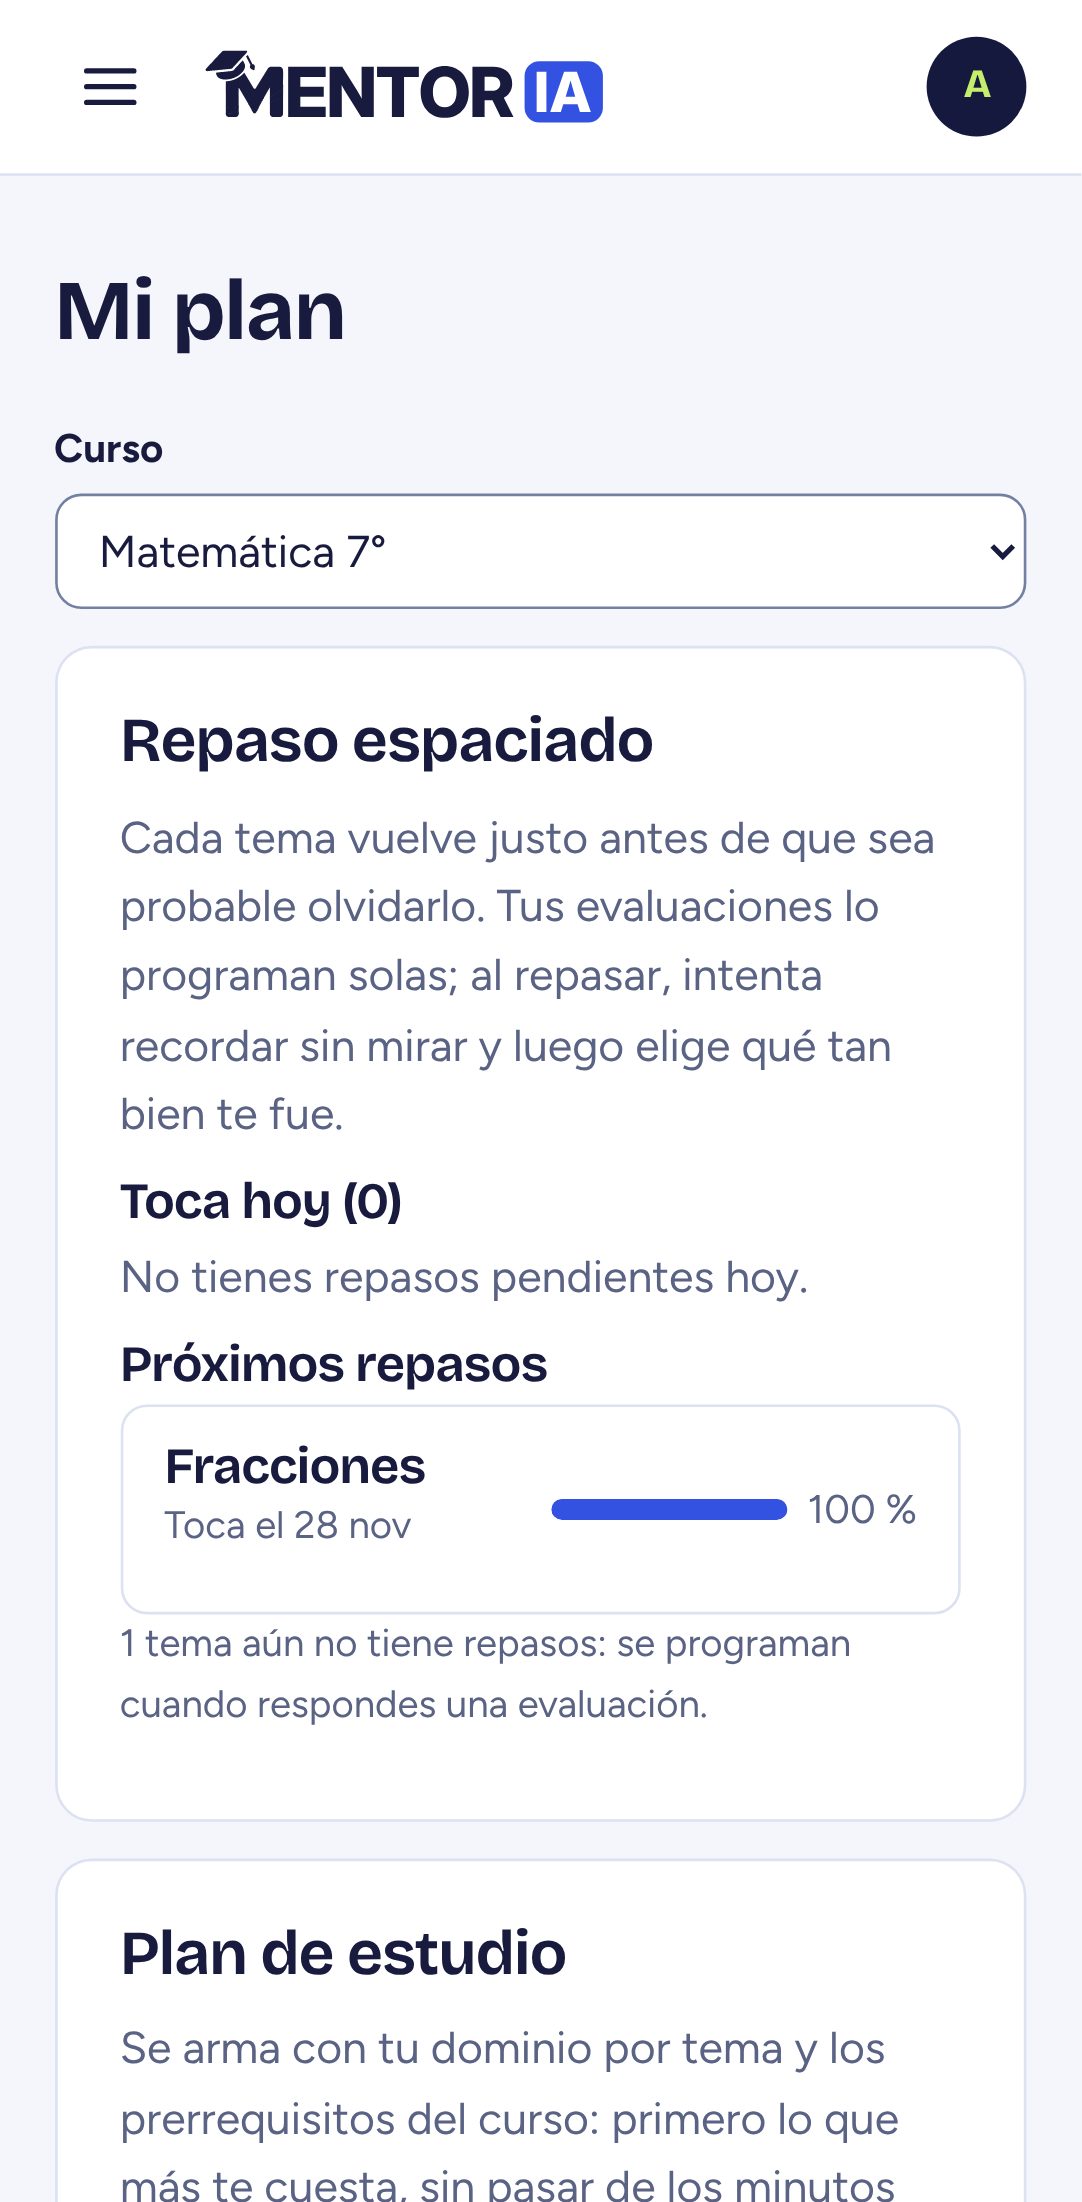 MENTOR IA
A
Mi plan
Curso
Matemática 7°
Repaso espaciado
Cada tema vuelve justo antes de que sea
probable olvidarlo. Tus evaluaciones lo
programan solas; al repasar, intenta
recordar sin mirar y luego elige qué tan
bien te fue.
Toca hoy (0)
No tienes repasos pendientes hoy.
Próximos repasos
Fracciones
Toca el 28 nov
100 %
1 tema aún no tiene repasos: se programan
cuando respondes una evaluación.
Plan de estudio
Se arma con tu dominio por tema y los
prerrequisitos del curso: primero lo que
más te cuesta, sin pasar de los minutos